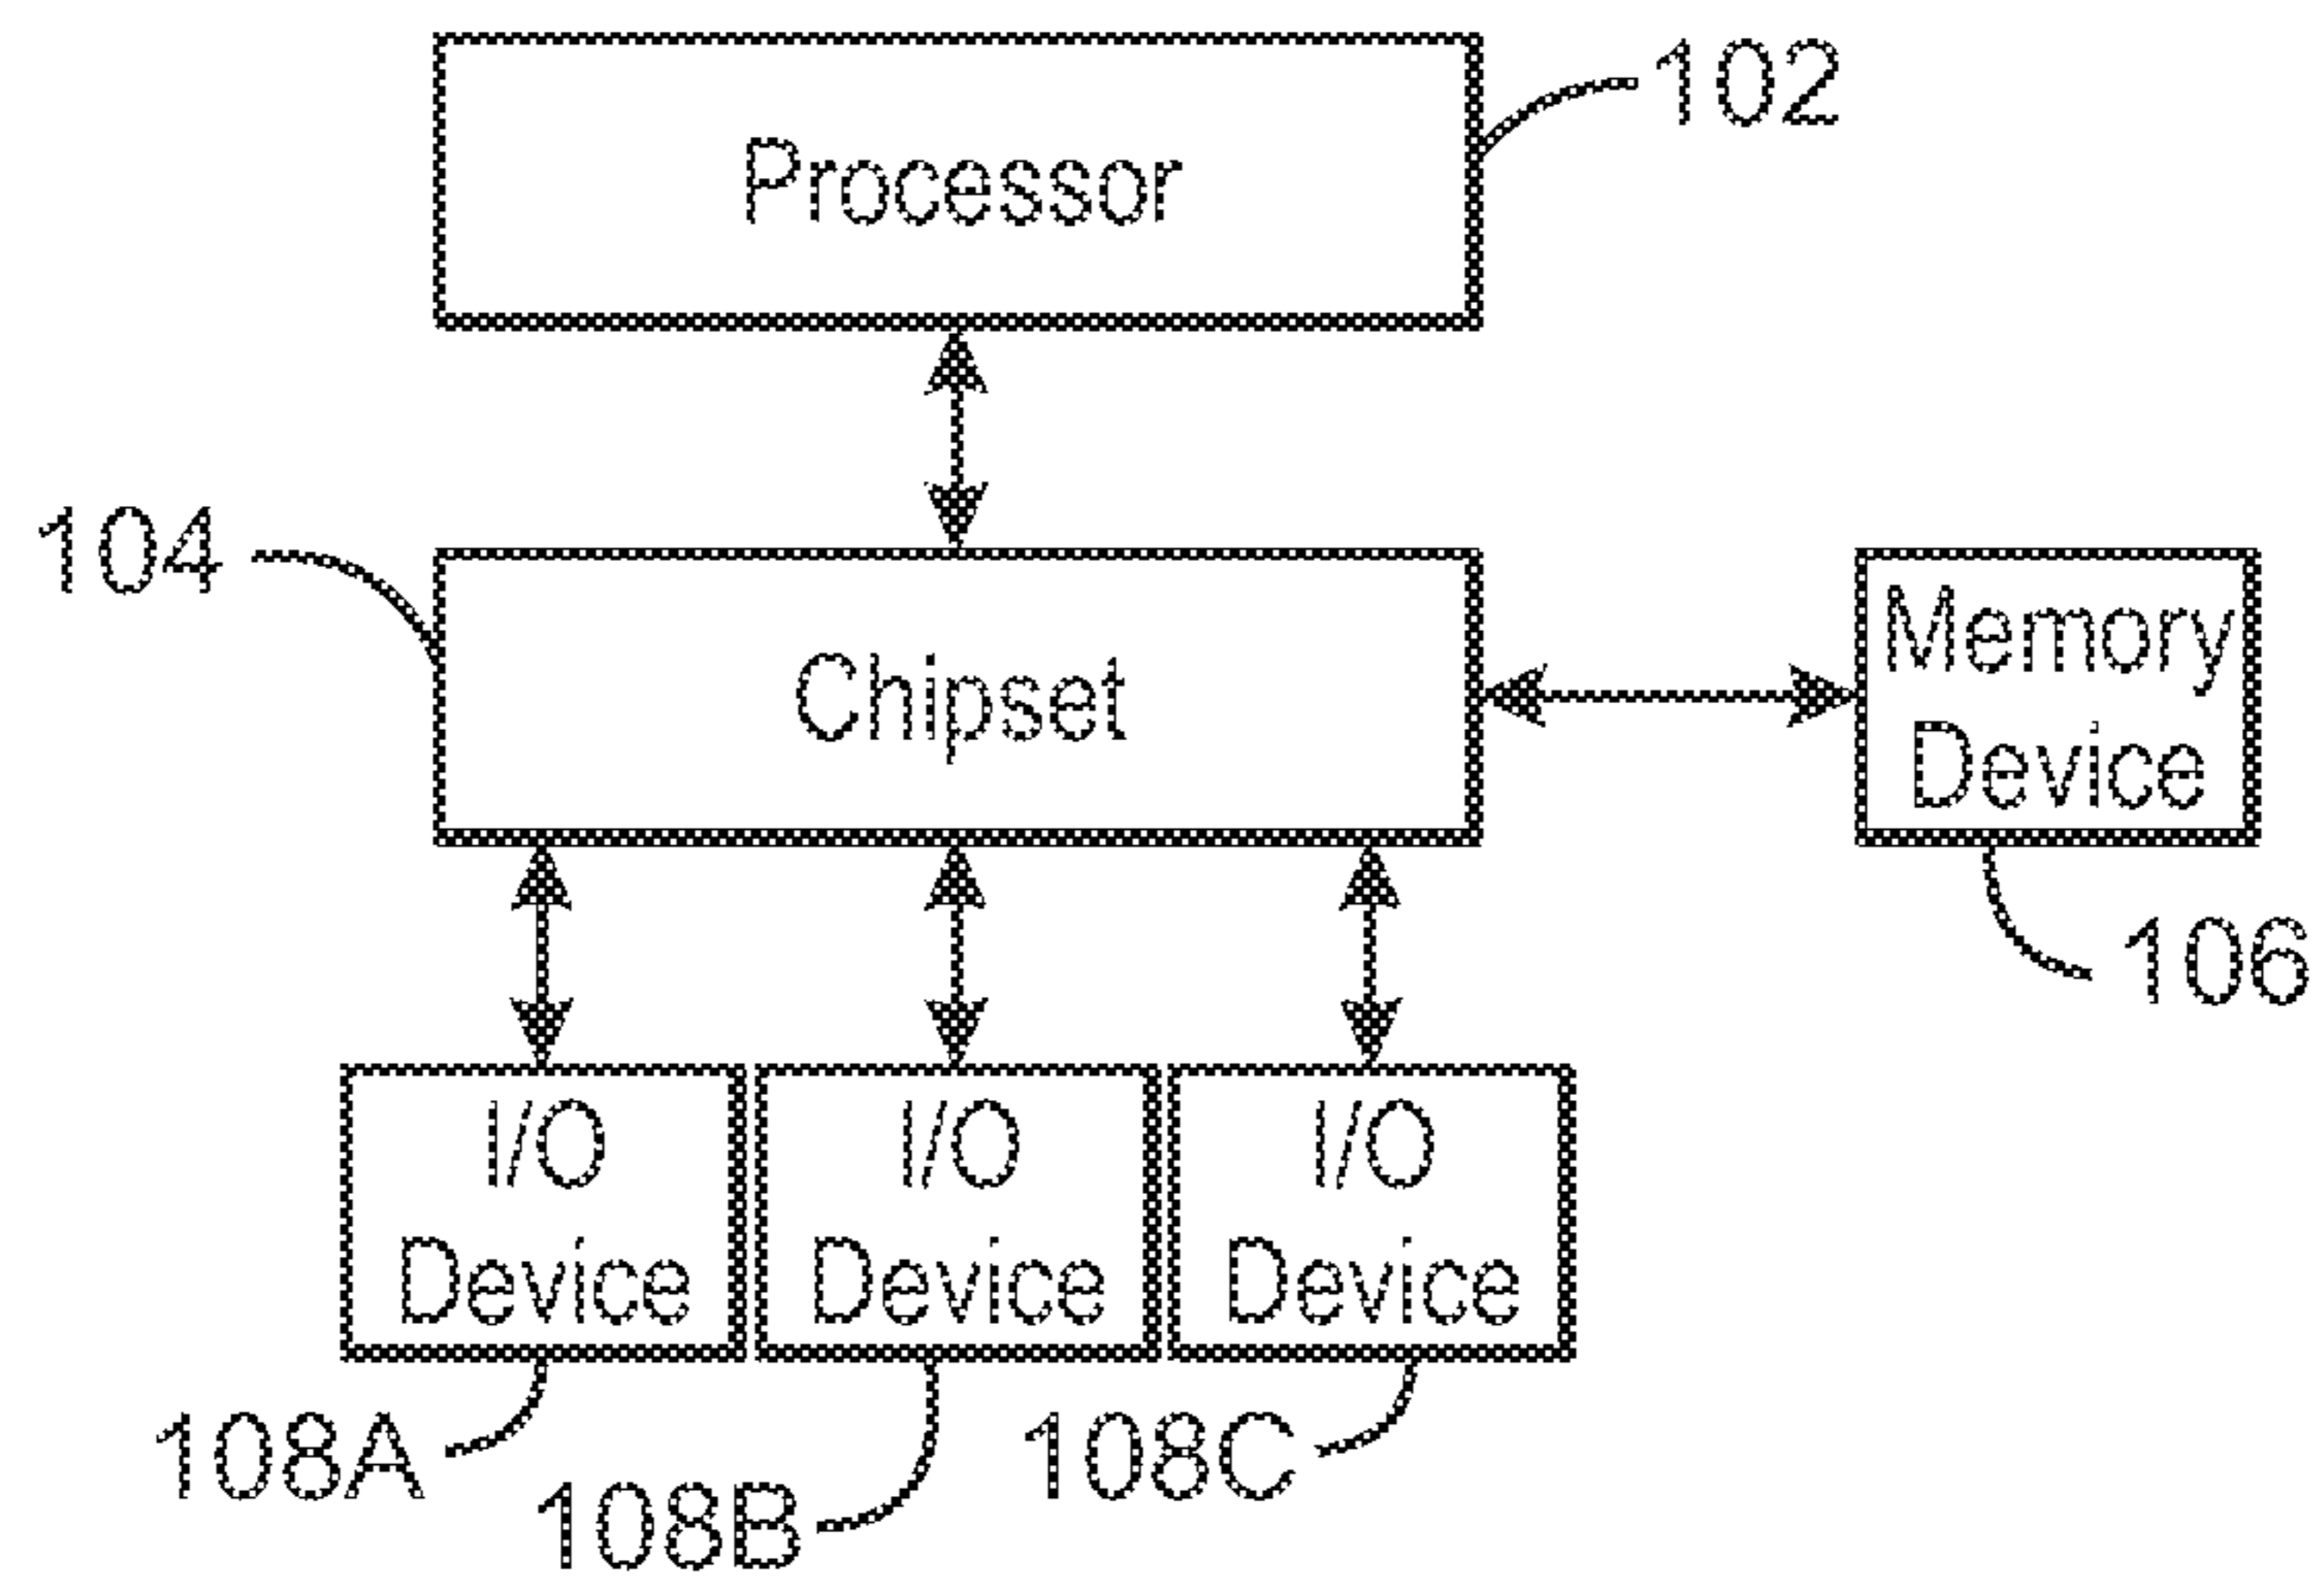 102
Processor
104
Chipset
Memory
Device
106
I/O
Device
I/O
Device
I/O
Device
108A
108B
108C